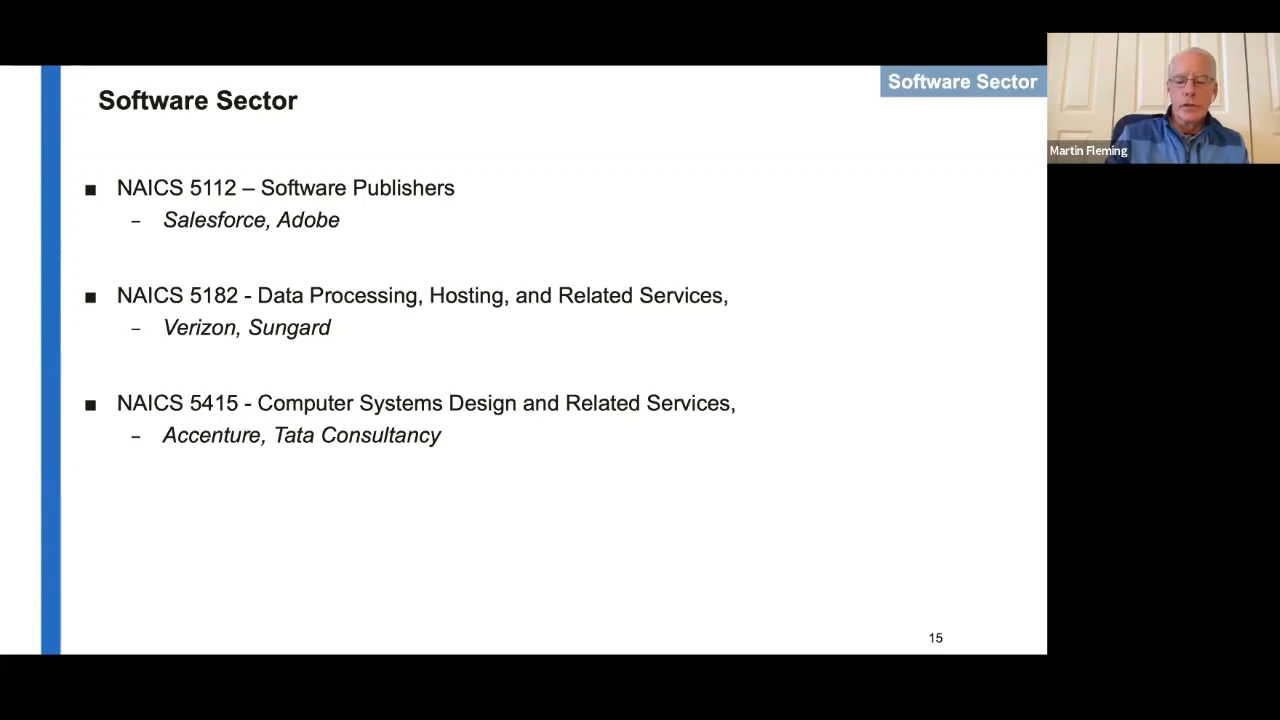 Software Sector
Software Sector
Martin Fleming
■ NAICS 5112 – Software Publishers
– Salesforce, Adobe
■ NAICS 5182 - Data Processing, Hosting, and Related Services,
– Verizon, Sungard
■ NAICS 5415 - Computer Systems Design and Related Services,
– Accenture, Tata Consultancy
15